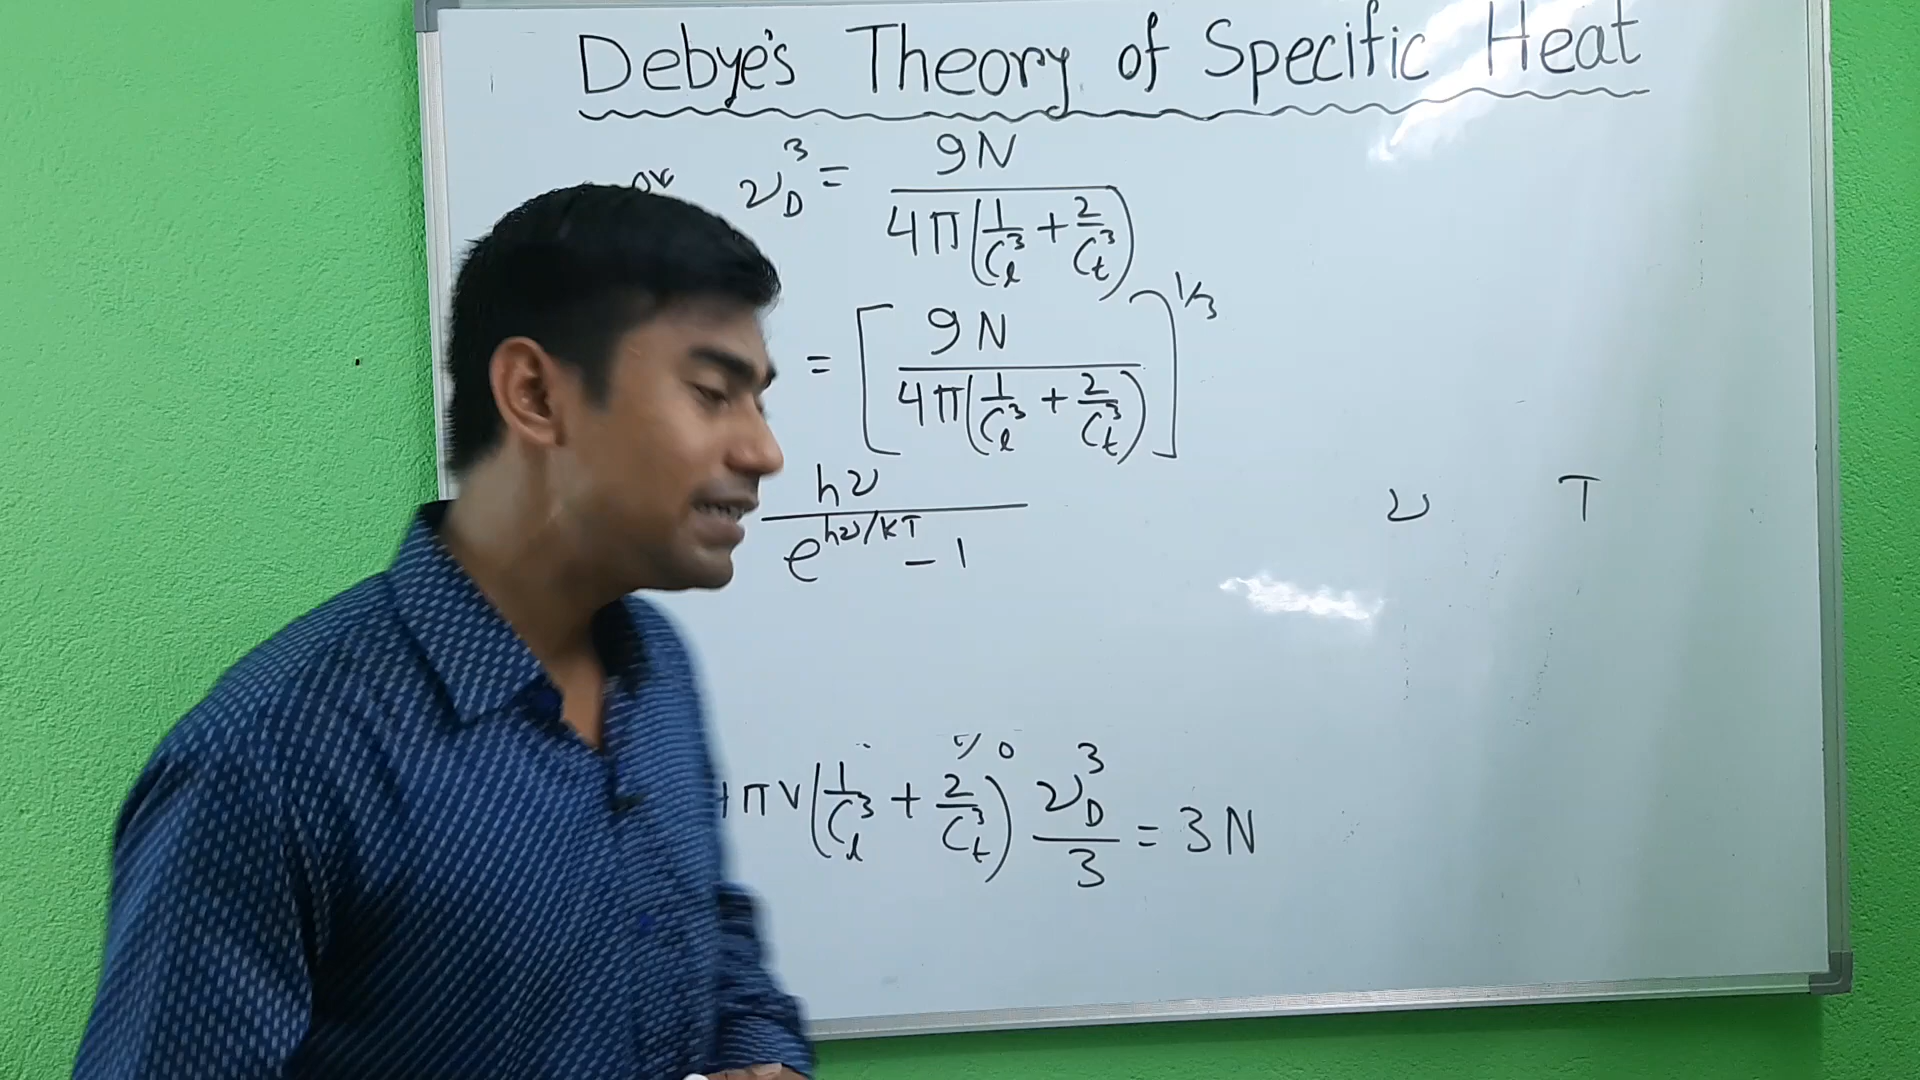 Debye's Theory of Specific Heat
or ν_D^3 = 9N / 4π(1/C_l^3 + 2/C_t^3)
= [9N / 4π(1/C_l^3 + 2/C_t^3)]^1/3
hν / e^hν/kT - 1
ν T
πV(1/C_l^3 + 2/C_t^3) ν_D^3/3 = 3N